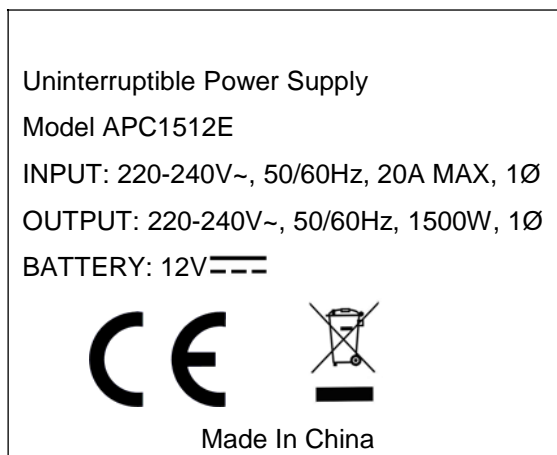 Uninterruptible Power Supply
Model APC1512E
INPUT: 220-240V~, 50/60Hz, 20A MAX, 1Ø
OUTPUT: 220-240V~, 50/60Hz, 1500W, 1Ø
BATTERY: 12V⎓
CE
Made In China